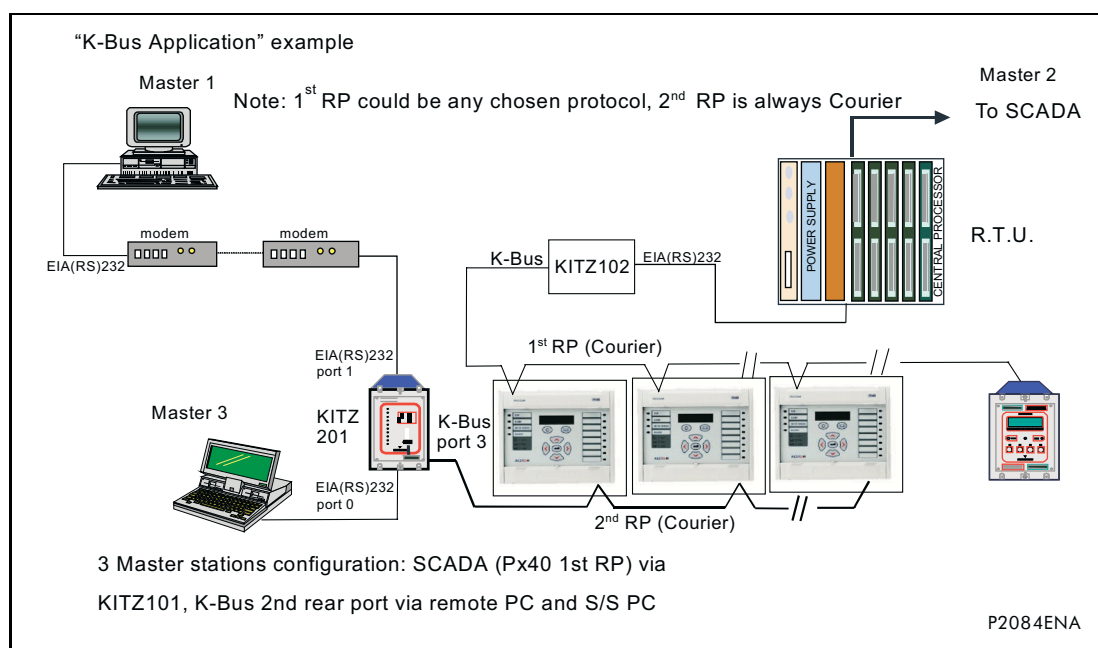 “K-Bus Application” example
Master 1
Note: 1st RP could be any chosen protocol, 2nd RP is always Courier
Master 2
To SCADA
POWER SUPPLY
CENTRAL PROCESSOR
R.T.U.
modem
modem
EIA(RS)232
K-Bus
KITZ102
EIA(RS)232
EIA(RS)232
port 1
1st RP (Courier)
Master 3
KITZ
201
K-Bus
port 3
EIA(RS)232
port 0
2nd RP (Courier)
3 Master stations configuration: SCADA (Px40 1st RP) via
KITZ101, K-Bus 2nd rear port via remote PC and S/S PC
P2084ENA